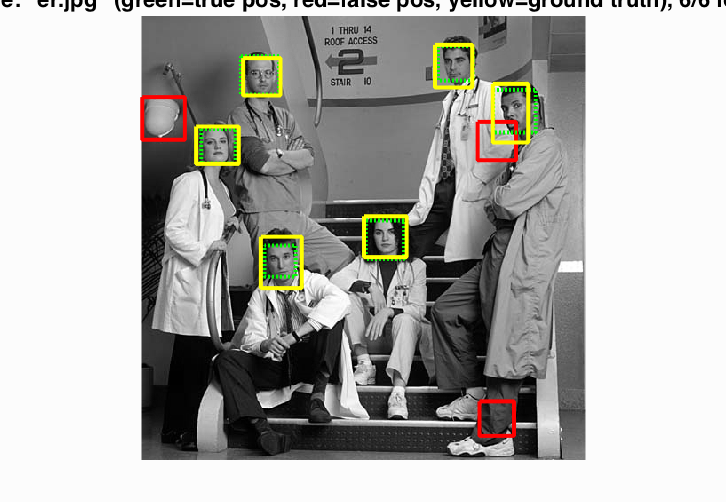 e: "er.jpg" (green=true pos, red=false pos, yellow=ground truth), 6/6 fo
1 THRU 14
ROOF ACCESS
2
STAIR 10